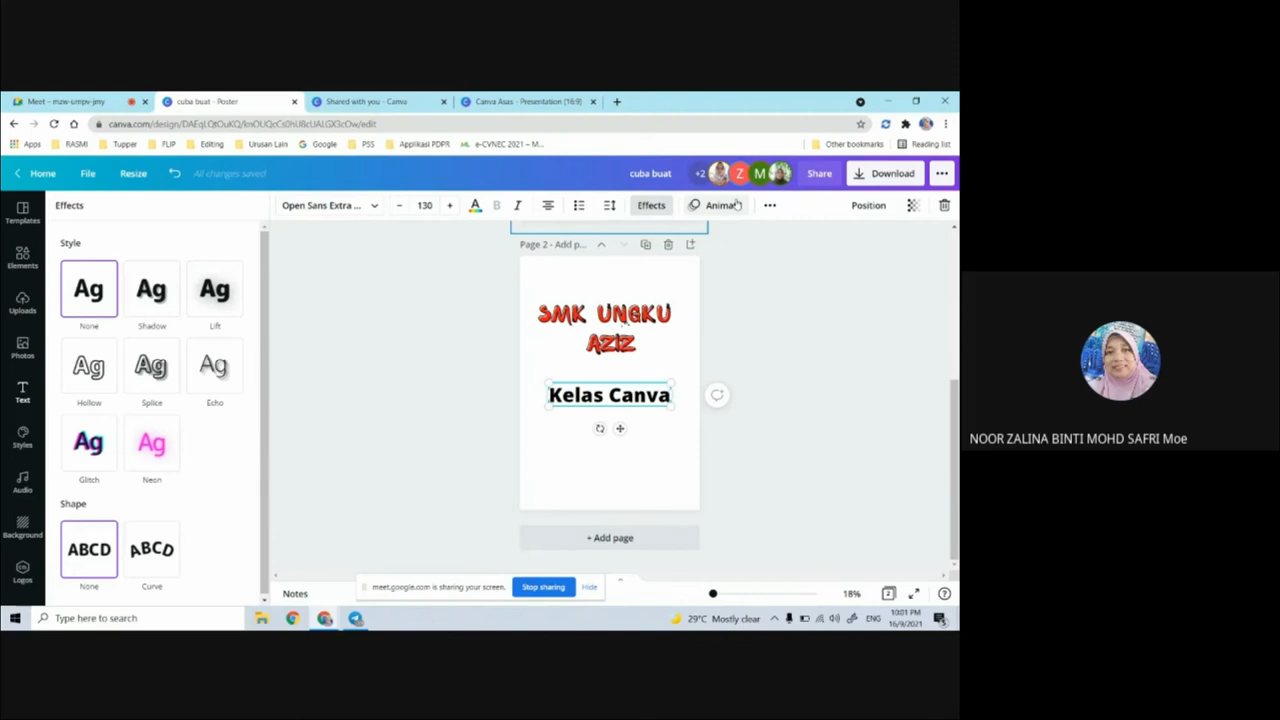 Meet – mzw-umpv-jmy
cuba buat - Poster
Shared with you - Canva
Canva Asas - Presentation (16:9)
Apps
RASMI
Tupper
FLIP
Editing
Urusan Lain
Google
PSS
Applikasi PDPR
e-CVNEC 2021 – M...
Other bookmarks
Reading list
Home
File
Resize
All changes saved
cuba buat
+2
Z
M
Share
Download
Effects
Open Sans Extra ...
130
A
B
I
Effects
Position
Templates
Elements
Uploads
Photos
Text
Styles
Audio
Background
Logos
Style
Ag
Ag
Ag
None
Shadow
Lift
Ag
Ag
Ag
Hollow
Splice
Echo
Ag
Ag
Glitch
Neon
Shape
ABCD
ABCD
None
Curve
Page 2 - Add p...
SMK UNGKU
AZIZ
Kelas Canva
+ Add page
meet.google.com is sharing your screen.
Stop sharing
Hide
Notes
18%
2
Type here to search
29°C Mostly clear
ENG
10:01 PM
16/9/2021
NOOR ZALINA BINTI MOHD SAFRI Moe